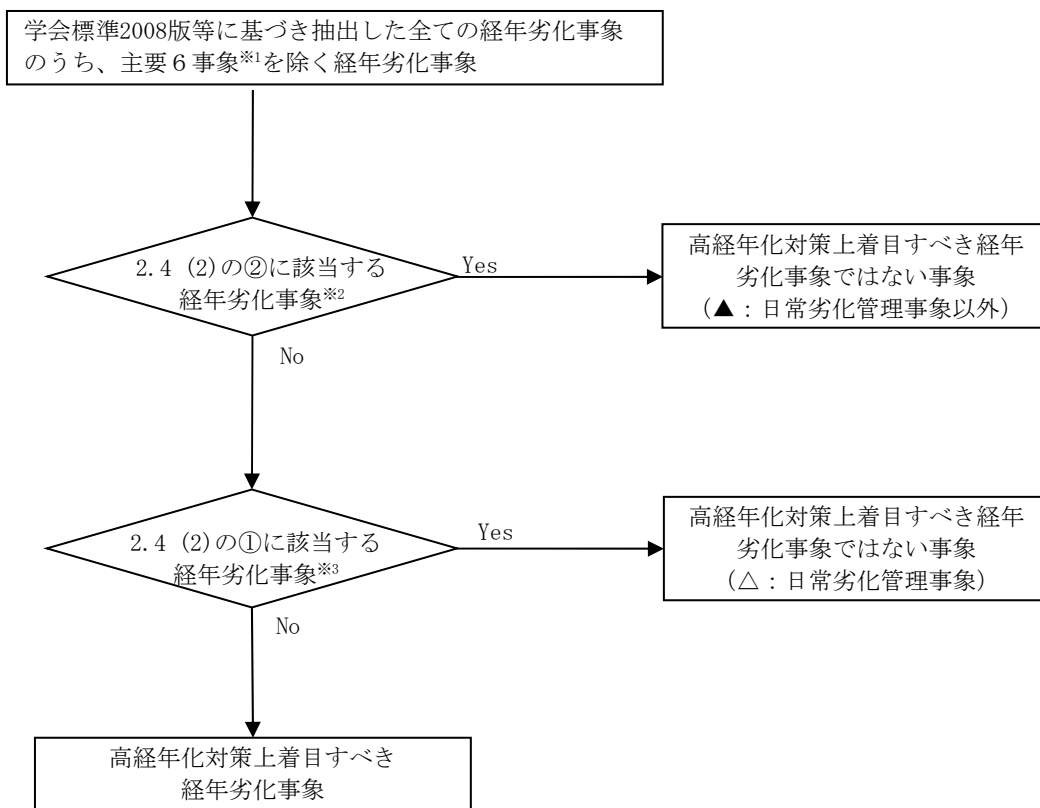 学会標準2008版等に基づき抽出した全ての経年劣化事象
のうち、主要６事象※1を除く経年劣化事象
2.4 (2)の②に該当する
経年劣化事象※2
Yes
高経年化対策上着目すべき経年
劣化事象ではない事象
(▲：日常劣化管理事象以外)
No
2.4 (2)の①に該当する
経年劣化事象※3
Yes
高経年化対策上着目すべき経年
劣化事象ではない事象
(△：日常劣化管理事象)
No
高経年化対策上着目すべき
経年劣化事象